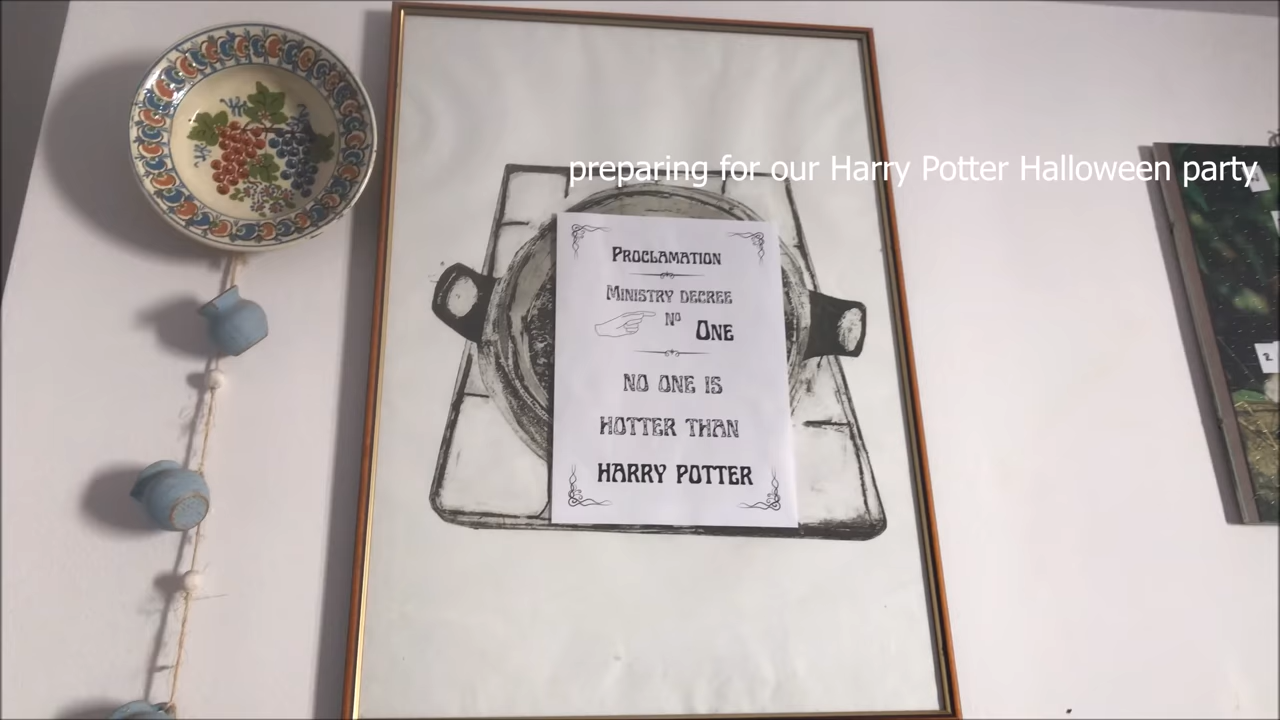 preparing for our Harry Potter Halloween party
PROCLAMATION
MINISTRY DECREE
Nº ONE
NO ONE IS
HOTTER THAN
HARRY POTTER
2